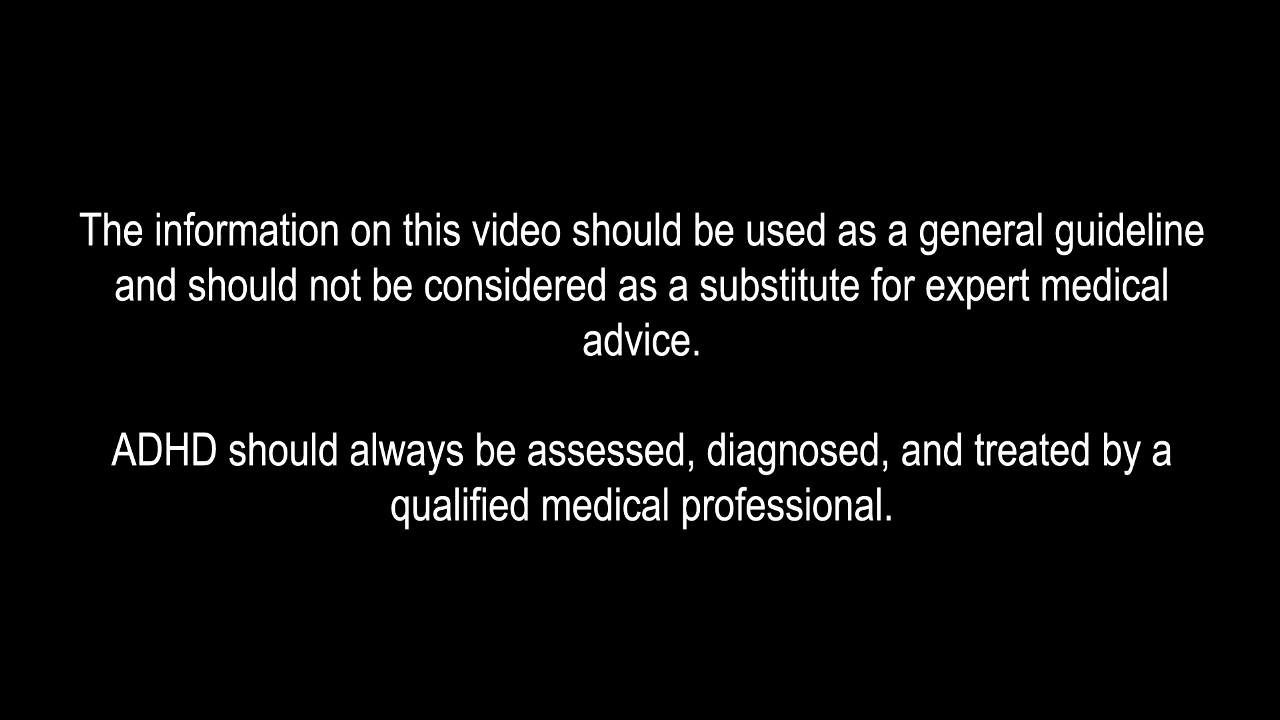 The information on this video should be used as a general guideline
and should not be considered as a substitute for expert medical
advice.
ADHD should always be assessed, diagnosed, and treated by a
qualified medical professional.